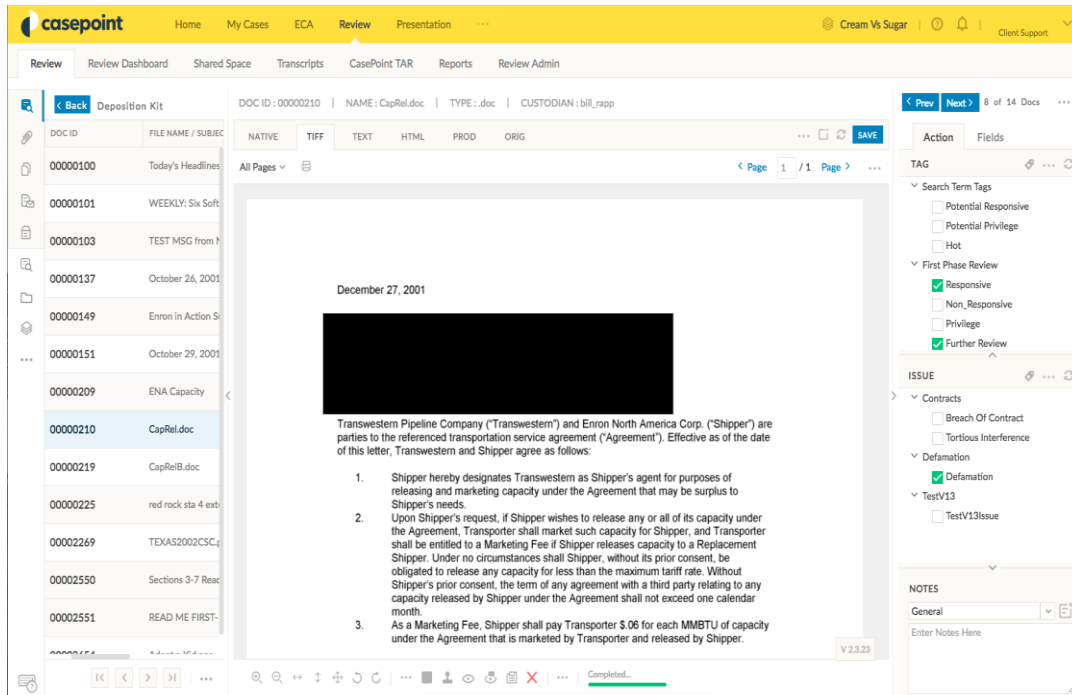 casepoint
Home My Cases ECA Review Presentation ...
Cream Vs Sugar
Client Support
Review Review Dashboard Shared Space Transcripts CasePoint TAR Reports Review Admin
< Back Deposition Kit
DOC ID FILE NAME / SUBJEC
00000100 Today's Headlines
00000101 WEEKLY: Six Soft
00000103 TEST MSG from
00000137 October 26, 2001
00000149 Enron in Action
00000151 October 29, 2001
00000209 ENA Capacity
00000210 CapRel.doc
00000219 CapRelB.doc
00000225 red rock sta 4 ext
00002269 TEXAS2002CSC.
00002550 Sections 3-7 Read
00002551 READ ME FIRST-
DOC ID : 00000210 | NAME : CapRel.doc | TYPE : .doc | CUSTODIAN : bill_rapp
NATIVE TIFF TEXT HTML PROD ORIG
... SAVE
All Pages
< Page 1 / 1 Page > ...
December 27, 2001
Transwestern Pipeline Company ("Transwestern") and Enron North America Corp. ("Shipper") are
parties to the referenced transportation service agreement ("Agreement"). Effective as of the date
of this letter, Transwestern and Shipper agree as follows:
1. Shipper hereby designates Transwestern as Shipper's agent for purposes of
releasing and marketing capacity under the Agreement that may be surplus to
Shipper's needs.
2. Upon Shipper's request, if Shipper wishes to release any or all of its capacity under
the Agreement, Transporter shall market such capacity for Shipper, and Transporter
shall be entitled to a Marketing Fee if Shipper releases capacity to a Replacement
Shipper. Under no circumstances shall Shipper, without its prior consent, be
obligated to release any capacity for less than the maximum tariff rate. Without
Shipper's prior consent, the term of any agreement with a third party relating to any
capacity released by Shipper under the Agreement shall not exceed one calendar
month.
3. As a Marketing Fee, Shipper shall pay Transporter $.06 for each MMBTU of capacity
under the Agreement that is marketed by Transporter and released by Shipper.
V 2.3.23
Completed...
< Prev Next > 8 of 14 Docs ...
Action Fields
TAG
Search Term Tags
Potential Responsive
Potential Privilege
Hot
First Phase Review
Responsive
Non_Responsive
Privilege
Further Review
ISSUE
Contracts
Breach Of Contract
Tortious Interference
Defamation
Defamation
TestV13
TestV13Issue
NOTES
General
Enter Notes Here